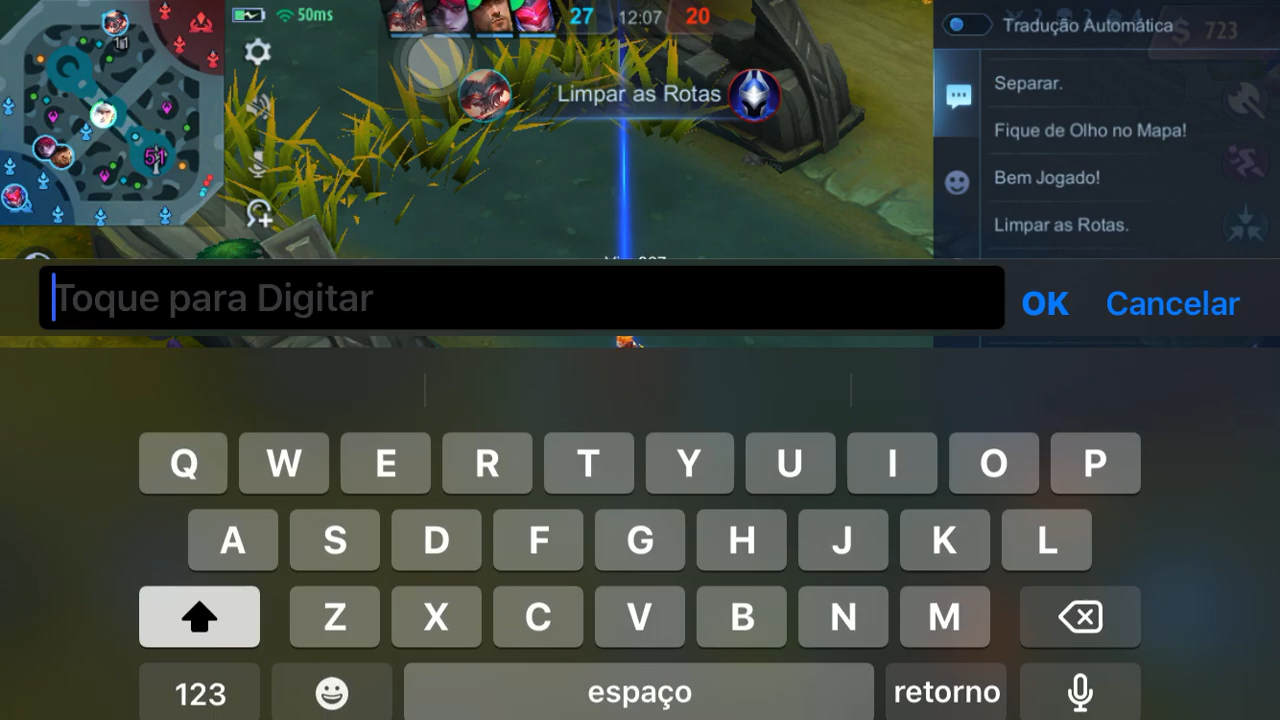 50ms
27 12:07 20
Tradução Automática
723
Separar.
Fique de Olho no Mapa!
Bem Jogado!
Limpar as Rotas.
Limpar as Rotas
51
Toque para Digitar
OK
Cancelar
Q W E R T Y U I O P
A S D F G H J K L
Z X C V B N M
123
espaço
retorno